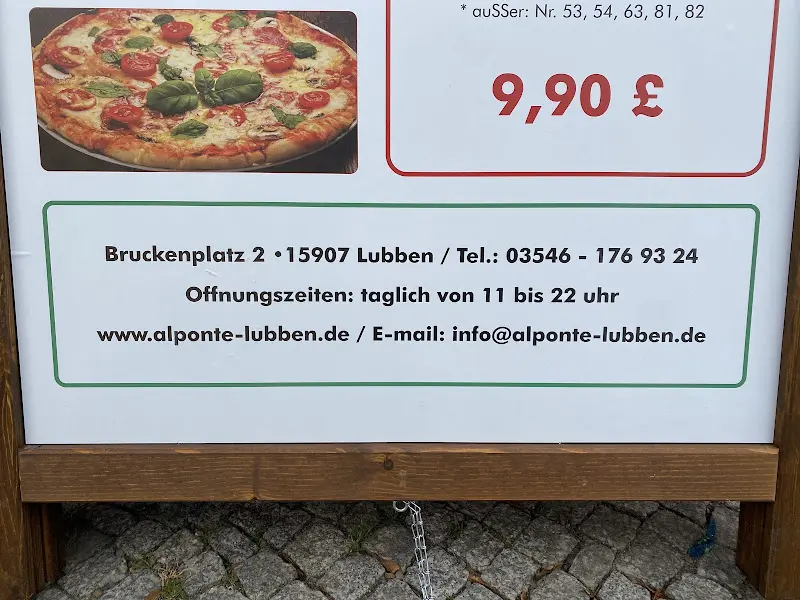 * auSSer: Nr. 53, 54, 63, 81, 82
9,90 £
Bruckenplatz 2 • 15907 Lubben / Tel.: 03546 - 176 93 24
Offnungszeiten: taglich von 11 bis 22 uhr
www.alponte-lubben.de / E-mail: info@alponte-lubben.de